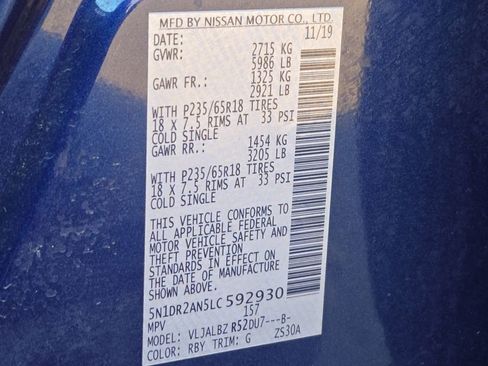 MFD BY NISSAN MOTOR CO., LTD.
DATE: 11/19
GVWR: 2715 KG
5986 LB
GAWR FR.: 1325 KG
2921 LB
WITH P235/65R18 TIRES
18 X 7.5 RIMS AT 33 PSI
COLD SINGLE
GAWR RR.: 1454 KG
3205 LB
WITH P235/65R18 TIRES
18 X 7.5 RIMS AT 33 PSI
COLD SINGLE
THIS VEHICLE CONFORMS TO
ALL APPLICABLE FEDERAL
MOTOR VEHICLE SAFETY AND
THEFT PREVENTION
STANDARDS IN EFFECT ON
THE DATE OF MANUFACTURE
SHOWN ABOVE.
5N1DR2AN5LC592930
MPV 1S7
MODEL: VLJALBZ R52DU7---B-
COLOR: RBY TRIM: G ZS30A